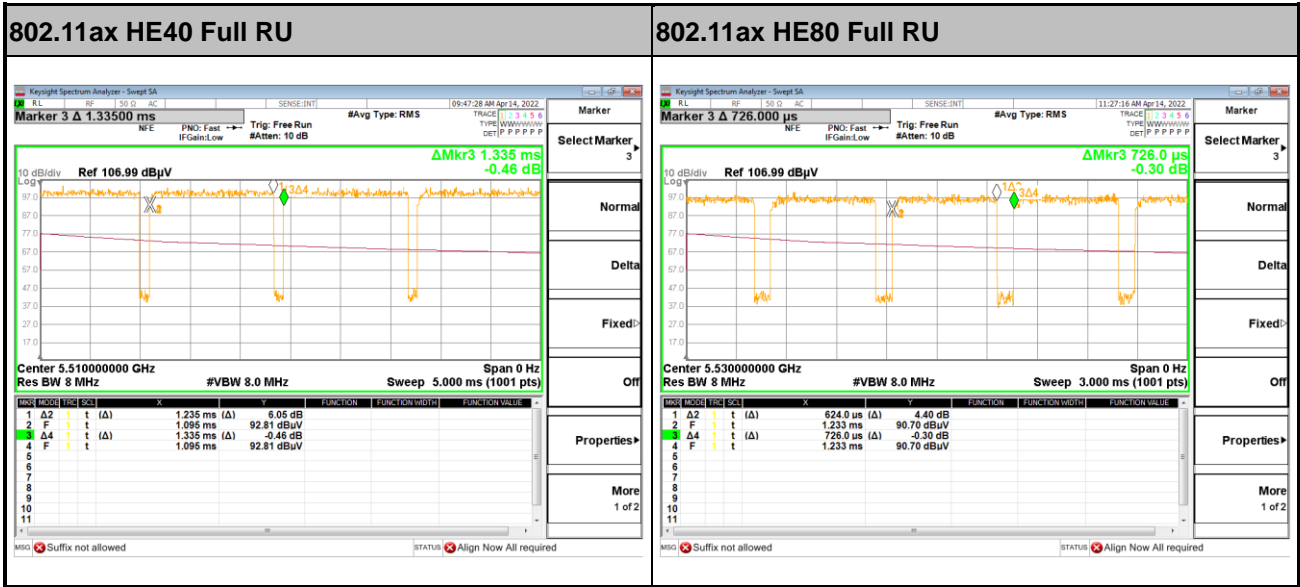 802.11ax HE40 Full RU
802.11ax HE80 Full RU
Keysight Spectrum Analyzer - Swept SA
RL RF 50 Ω AC SENSE:INT 09:47:28 AM Apr 14, 2022
Marker 3 Δ 1.33500 ms
NFE PNO: Fast Trig: Free Run #Avg Type: RMS TRACE 1 2 3 4 5 6
IFGain:Low #Atten: 10 dB TYPE WWWWWW
DET P P P P P P
ΔMkr3 1.335 ms
-0.46 dB
10 dB/div Ref 106.99 dBµV
Log
97.0
87.0
77.0
67.0
57.0
47.0
37.0
27.0
17.0
3Δ4
Center 5.510000000 GHz Span 0 Hz
Res BW 8 MHz #VBW 8.0 MHz Sweep 5.000 ms (1001 pts)
MKR MODE TRC SCL X Y FUNCTION FUNCTION WIDTH FUNCTION VALUE
1 Δ2 1 t (Δ) 1.235 ms (Δ) 6.05 dB
2 F 1 t 1.095 ms 92.81 dBµV
3 Δ4 1 t (Δ) 1.335 ms (Δ) -0.46 dB
4 F 1 t 1.095 ms 92.81 dBµV
5
6
7
8
9
10
11
MSG Suffix not allowed STATUS Align Now All required
Marker
Select Marker
3
Normal
Delta
Fixed
Off
Properties
More
1 of 2
Keysight Spectrum Analyzer - Swept SA
RL RF 50 Ω AC SENSE:INT 11:27:16 AM Apr 14, 2022
Marker 3 Δ 726.000 µs
NFE PNO: Fast Trig: Free Run #Avg Type: RMS TRACE 1 2 3 4 5 6
IFGain:Low #Atten: 10 dB TYPE WWWWWW
DET P P P P P P
ΔMkr3 726.0 µs
-0.30 dB
10 dB/div Ref 106.99 dBµV
Log
97.0
87.0
77.0
67.0
57.0
47.0
37.0
27.0
17.0
3Δ4
Center 5.530000000 GHz Span 0 Hz
Res BW 8 MHz #VBW 8.0 MHz Sweep 3.000 ms (1001 pts)
MKR MODE TRC SCL X Y FUNCTION FUNCTION WIDTH FUNCTION VALUE
1 Δ2 1 t (Δ) 624.0 µs (Δ) 4.40 dB
2 F 1 t 1.233 ms 90.70 dBµV
3 Δ4 1 t (Δ) 726.0 µs (Δ) -0.30 dB
4 F 1 t 1.233 ms 90.70 dBµV
5
6
7
8
9
10
11
MSG Suffix not allowed STATUS Align Now All required
Marker
Select Marker
3
Normal
Delta
Fixed
Off
Properties
More
1 of 2